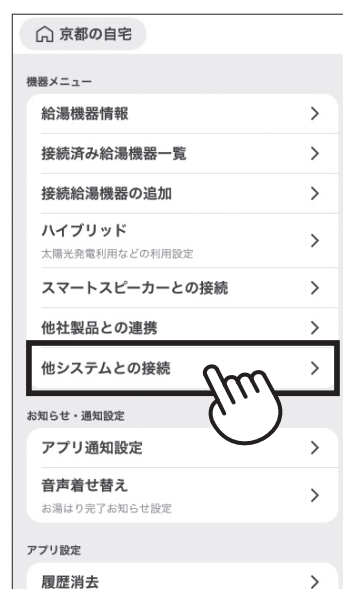 京都の自宅
機器メニュー
給湯機器情報
接続済み給湯機器一覧
接続給湯機器の追加
ハイブリッド
太陽光発電利用などの利用設定
スマートスピーカーとの接続
他社製品との連携
他システムとの接続
お知らせ・通知設定
アプリ通知設定
音声着せ替え
お湯はり完了お知らせ設定
アプリ設定
履歴消去